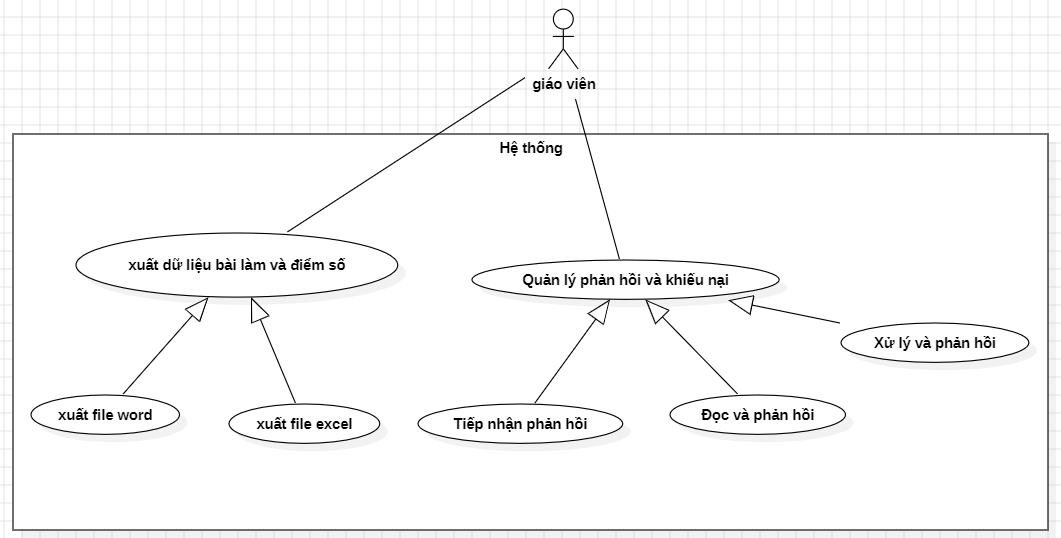 giáo viên
Hệ thống
xuất dữ liệu bài làm và điểm số
Quản lý phản hồi và khiếu nại
Xử lý và phản hồi
xuất file word
xuất file excel
Tiếp nhận phản hồi
Đọc và phản hồi